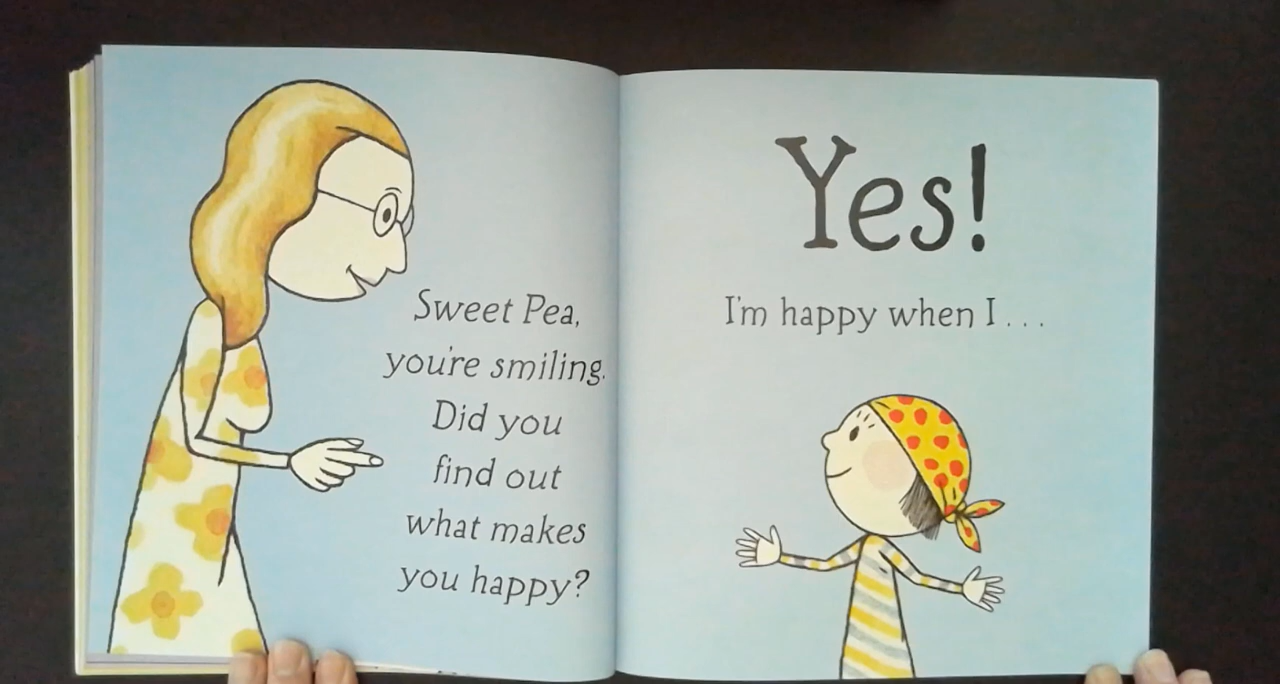 Sweet Pea,
you're smiling.
Did you
find out
what makes
you happy?
Yes!
I'm happy when I . . .